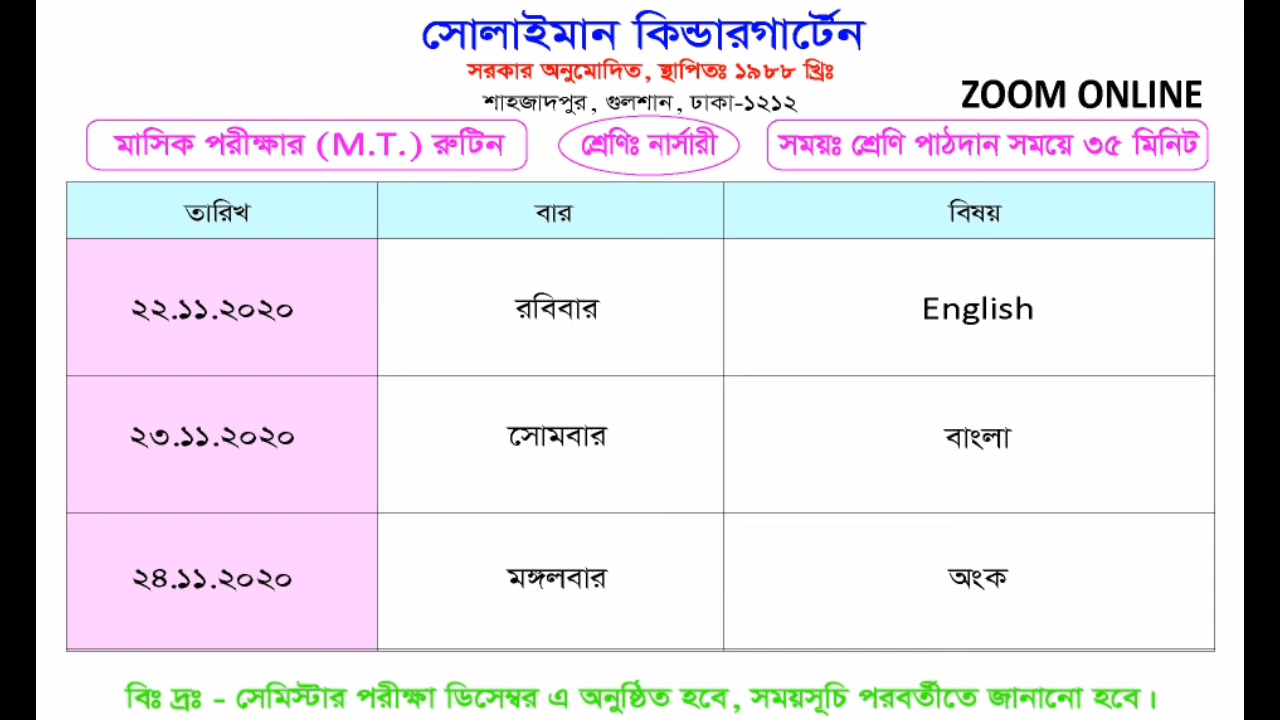 সোলাইমান কিন্ডারগার্টেন
সরকার অনুমোদিত, স্থাপিতঃ ১৯৮৮ খ্রিঃ
শাহজাদপুর, গুলশান, ঢাকা-১২১২
ZOOM ONLINE
মাসিক পরীক্ষার (M.T.) রুটিন শ্রেণিঃ নার্সারী সময়ঃ শ্রেণি পাঠদান সময়ে ৩৫ মিনিট
তারিখ বার বিষয়
২২.১১.২০২০ রবিবার English
২৩.১১.২০২০ সোমবার বাংলা
২৪.১১.২০২০ মঙ্গলবার অংক
বিঃ দ্রঃ - সেমিস্টার পরীক্ষা ডিসেম্বর এ অনুষ্ঠিত হবে, সময়সূচি পরবর্তীতে জানানো হবে।